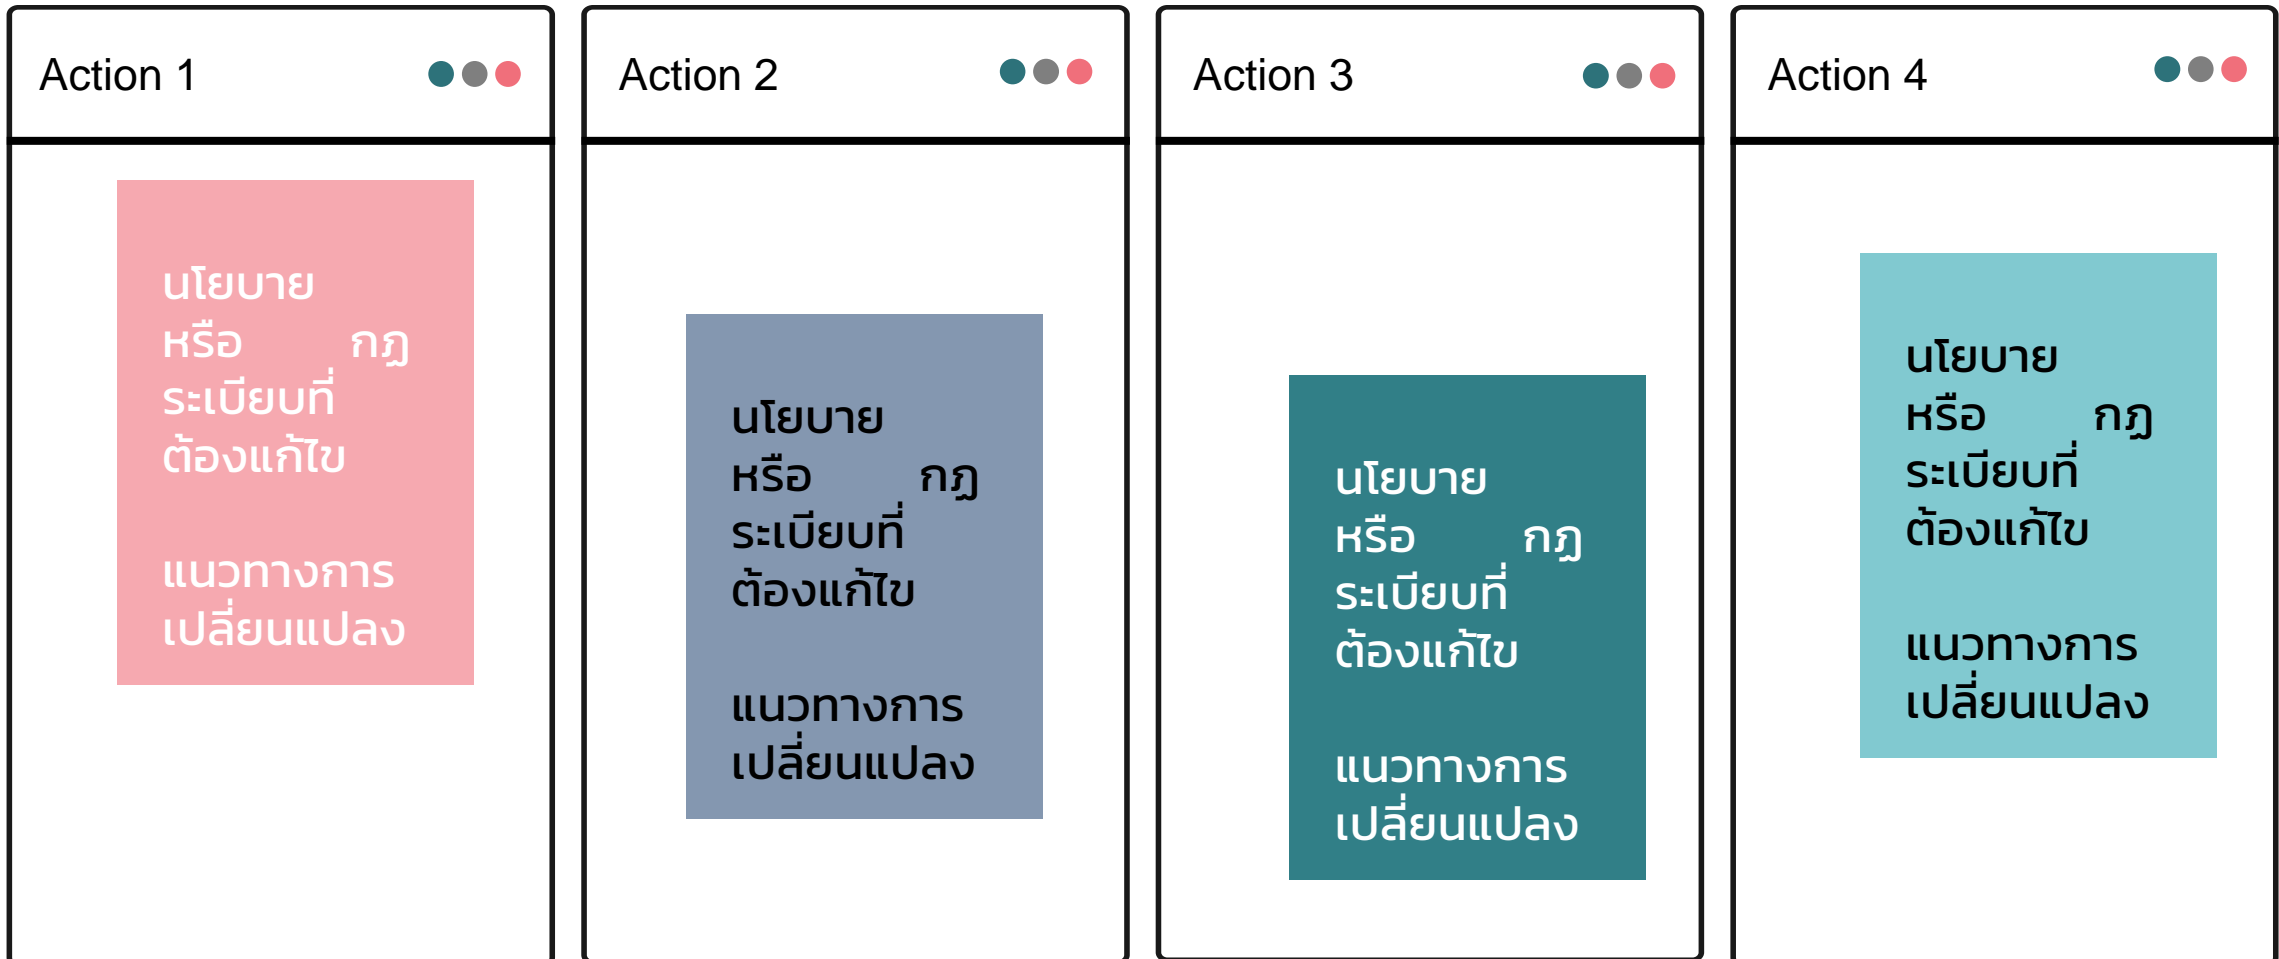 Action 1
นโยบาย
หรือ กฏ
ระเบียบที่
ต้องแก้ไข
แนวทางการ
เปลี่ยนแปลง
Action 2
นโยบาย
หรือ กฏ
ระเบียบที่
ต้องแก้ไข
แนวทางการ
เปลี่ยนแปลง
Action 3
นโยบาย
หรือ กฏ
ระเบียบที่
ต้องแก้ไข
แนวทางการ
เปลี่ยนแปลง
Action 4
นโยบาย
หรือ กฏ
ระเบียบที่
ต้องแก้ไข
แนวทางการ
เปลี่ยนแปลง